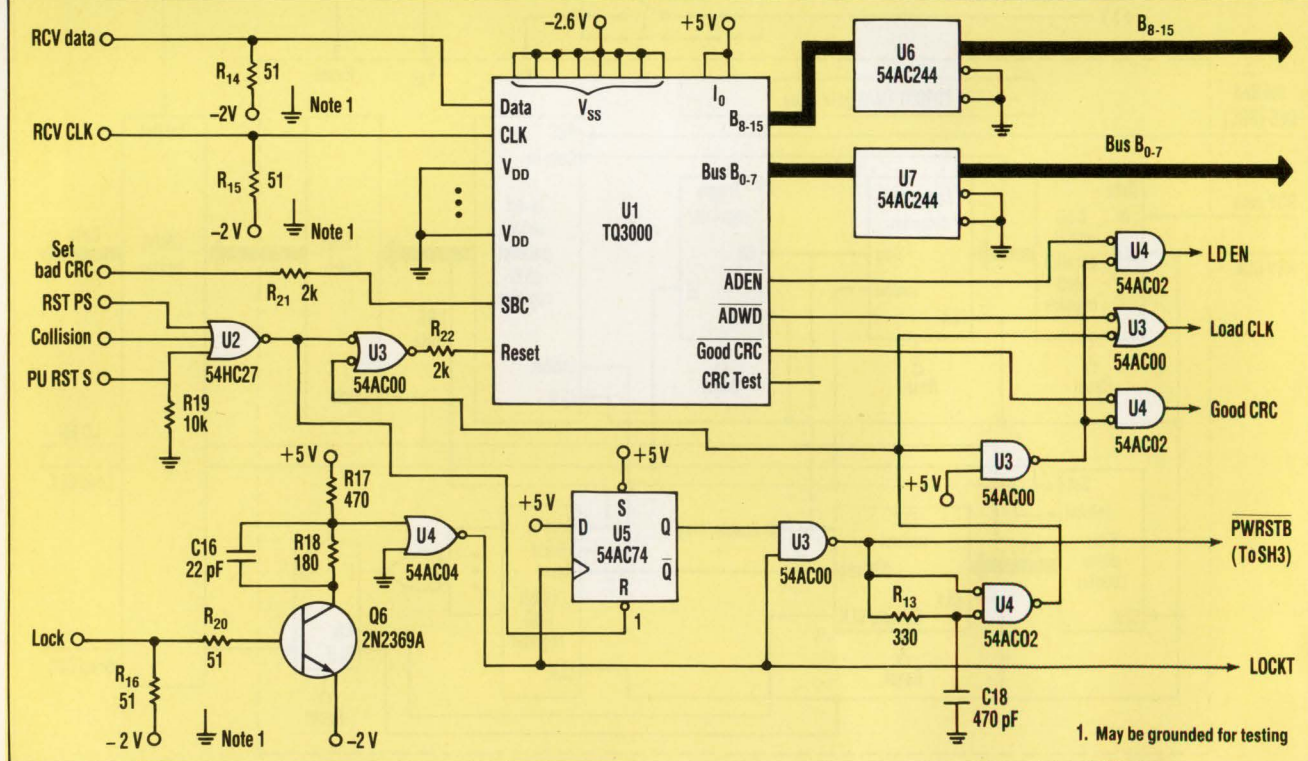 RCV data
R14
51
–2V
Note 1
RCV CLK
R15
51
–2 V
Note 1
Set
bad CRC
R21
2k
RST PS
Collision
PU RST S
U2
54HC27
R19
10k
U3
54AC00
R22
2k
–2.6 V
+5 V
VSS
I0
Data
CLK
VDD
VDD
SBC
Reset
U1
TQ3000
B8-15
Bus B0-7
ADEN
ADWD
Good CRC
CRC Test
U6
54AC244
B8-15
U7
54AC244
Bus B0-7
U4
54AC02
LD EN
U3
54AC00
Load CLK
U4
54AC02
Good CRC
U3
54AC00
+5 V
+5 V
R17
470
C16
22 pF
R18
180
U4
54AC04
Q6
2N2369A
Lock
R20
51
R16
51
– 2 V
Note 1
–2 V
+5 V
+5 V
S
D
Q
U5
54AC74
Q
R
1
U3
54AC00
PWRSTB
(To SH3)
R13
330
U4
54ACO2
C18
470 pF
LOCKT
1. May be grounded for testing